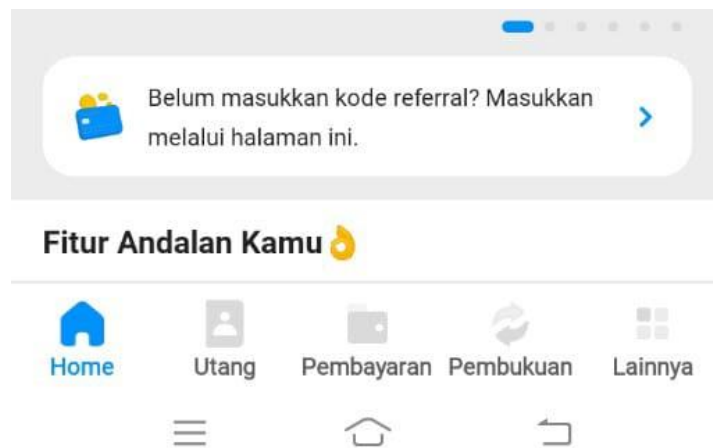 Belum masukkan kode referral? Masukkan
melalui halaman ini.
Fitur Andalan Kamu👌
Home Utang Pembayaran Pembukuan Lainnya